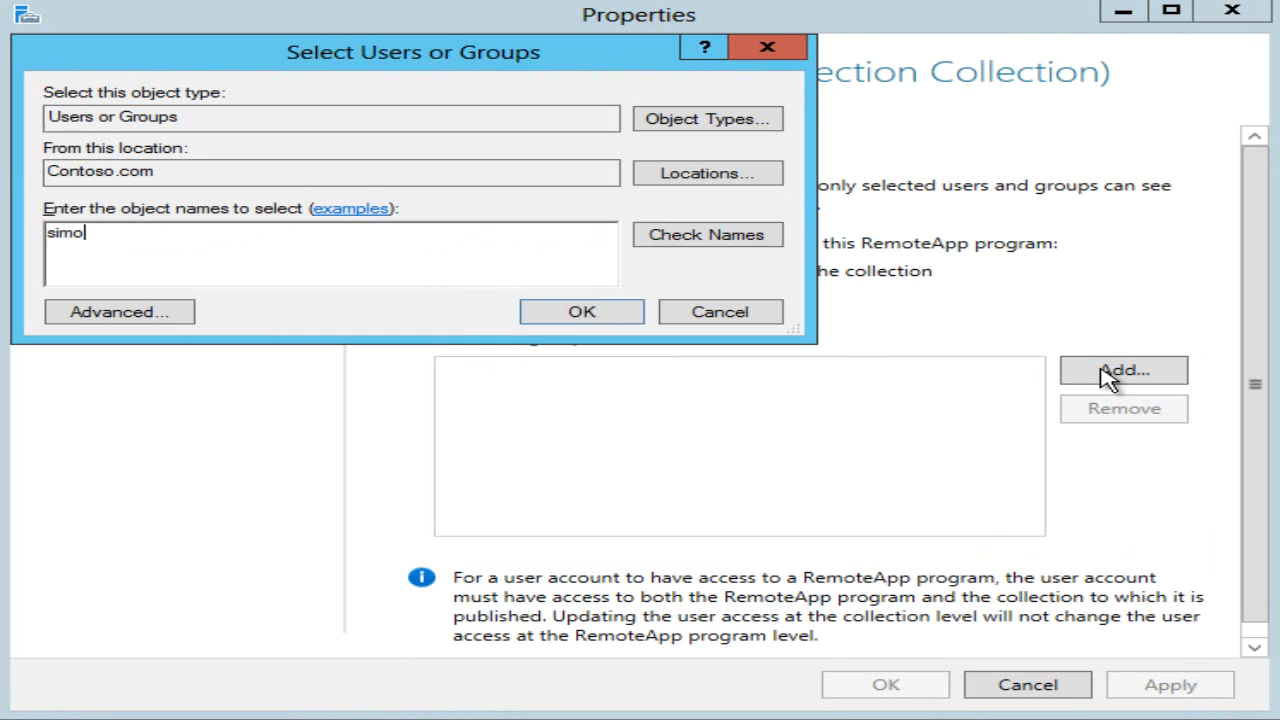 Properties
Select Users or Groups
?
ection Collection)
Select this object type:
Users or Groups
Object Types...
From this location:
Contoso.com
Locations...
only selected users and groups can see
Enter the object names to select (examples):
simo
Check Names
this RemoteApp program:
he collection
Advanced...
OK
Cancel
Add...
Remove
For a user account to have access to a RemoteApp program, the user account
must have access to both the RemoteApp program and the collection to which it is
published. Updating the user access at the collection level will not change the user
access at the RemoteApp program level.
OK
Cancel
Apply